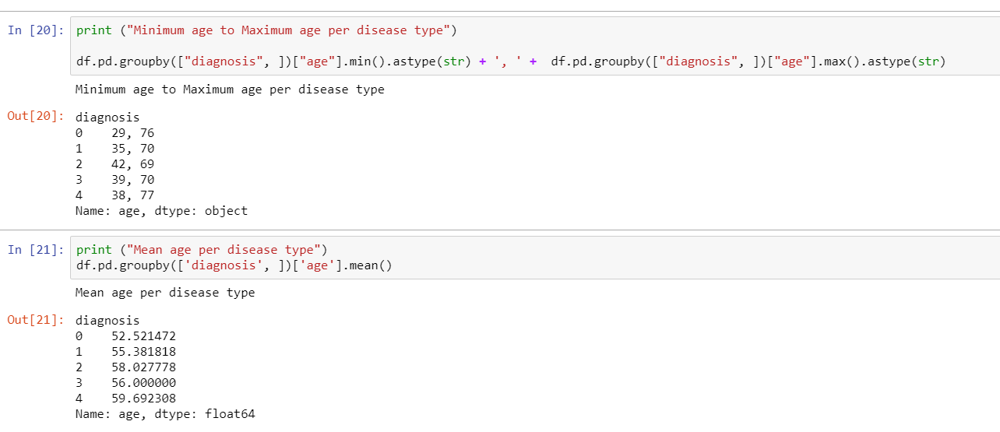 In [20]: print ("Minimum age to Maximum age per disease type")
df.pd.groupby(["diagnosis", ])["age"].min().astype(str) + ', ' +  df.pd.groupby(["diagnosis", ])["age"].max().astype(str)
Minimum age to Maximum age per disease type
Out[20]: diagnosis
0    29, 76
1    35, 70
2    42, 69
3    39, 70
4    38, 77
Name: age, dtype: object
In [21]: print ("Mean age per disease type")
df.pd.groupby(['diagnosis', ])['age'].mean()
Mean age per disease type
Out[21]: diagnosis
0    52.521472
1    55.381818
2    58.027778
3    56.000000
4    59.692308
Name: age, dtype: float64